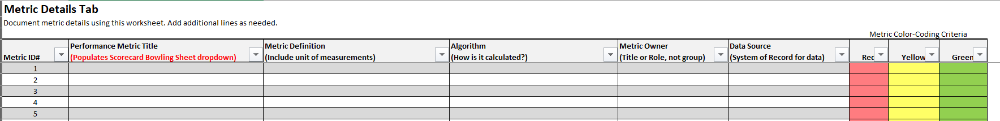 Metric Details Tab
Document metric details using this worksheet. Add additional lines as needed.
Metric Color-Coding Criteria
Performance Metric Title
Metric Definition
Algorithm
Metric Owner
Data Source
Metric ID#
(Populates Scorecard Bowling Sheet dropdown)
(Include unit of measurements)
(How is it calculated?)
(Title or Role, not group)
(System of Record for data)
Red
Yellow
Green
1
2
3
4
5